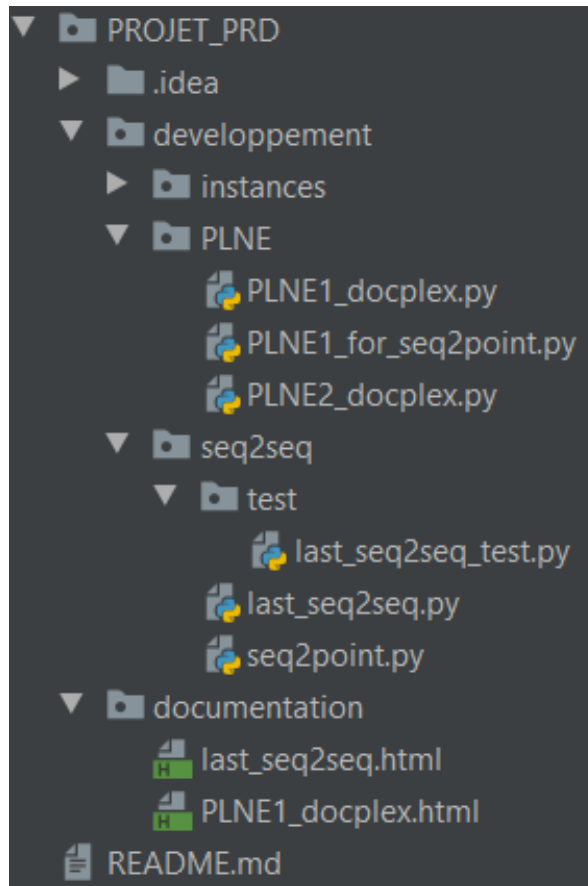 PROJET_PRD
.idea
developpement
instances
PLNE
PLNE1_docplex.py
PLNE1_for_seq2point.py
PLNE2_docplex.py
seq2seq
test
last_seq2seq_test.py
last_seq2seq.py
seq2point.py
documentation
H last_seq2seq.html
H PLNE1_docplex.html
README.md